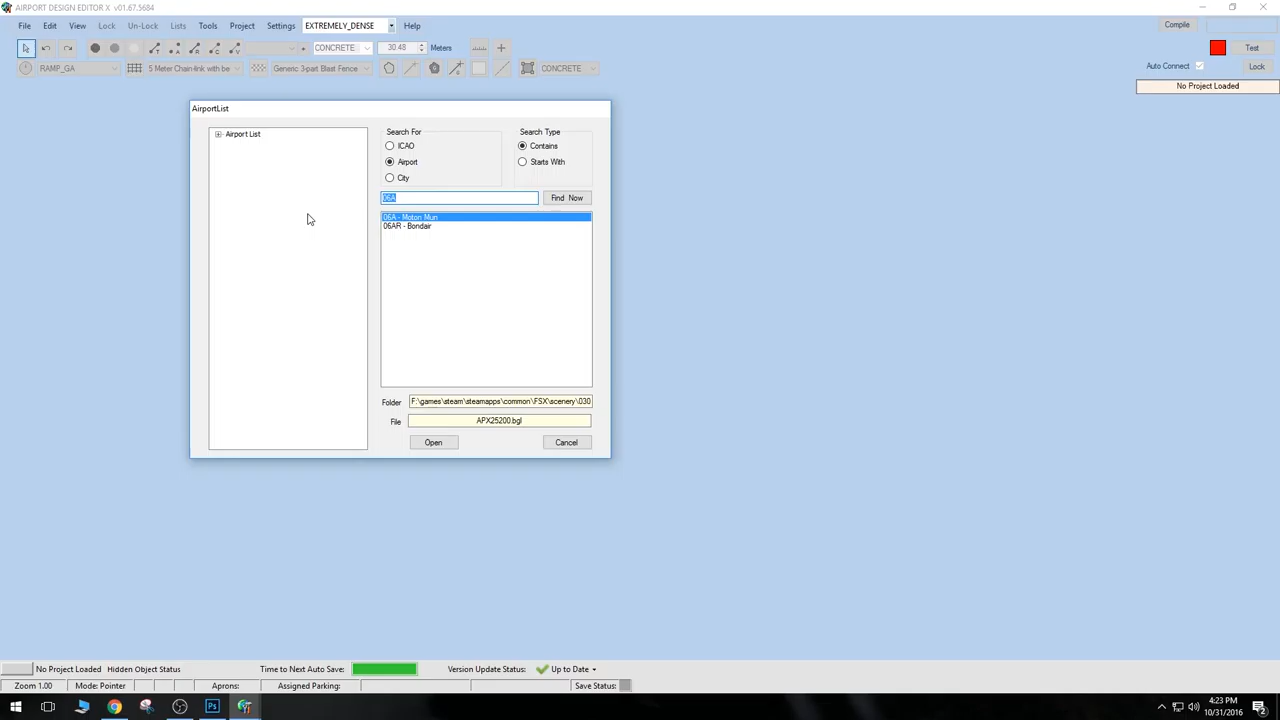 AIRPORT DESIGN EDITOR X v01.67.5684
File Edit View Lock Un-Lock Lists Tools Project Settings EXTREMELY_DENSE Help
Compile
CONCRETE 30.48 Meters
Test
RAMP_GA 5 Meter Chain-link with be Generic 3-part Blast Fence CONCRETE
Auto Connect Lock
No Project Loaded
AirportList
Airport List
Search For
ICAO
Airport
City
Search Type
Contains
Starts With
06A
Find Now
06A - Moton Mun
06AR - Bondair
Folder F:\games\steam\steamapps\common\FSX\scenery\030
File APX25200.bgl
Open Cancel
No Project Loaded Hidden Object Status Time to Next Auto Save: Version Update Status: Up to Date
Zoom 1.00 Mode: Pointer Aprons: Assigned Parking: Save Status:
Ps
4:23 PM
10/31/2016
2